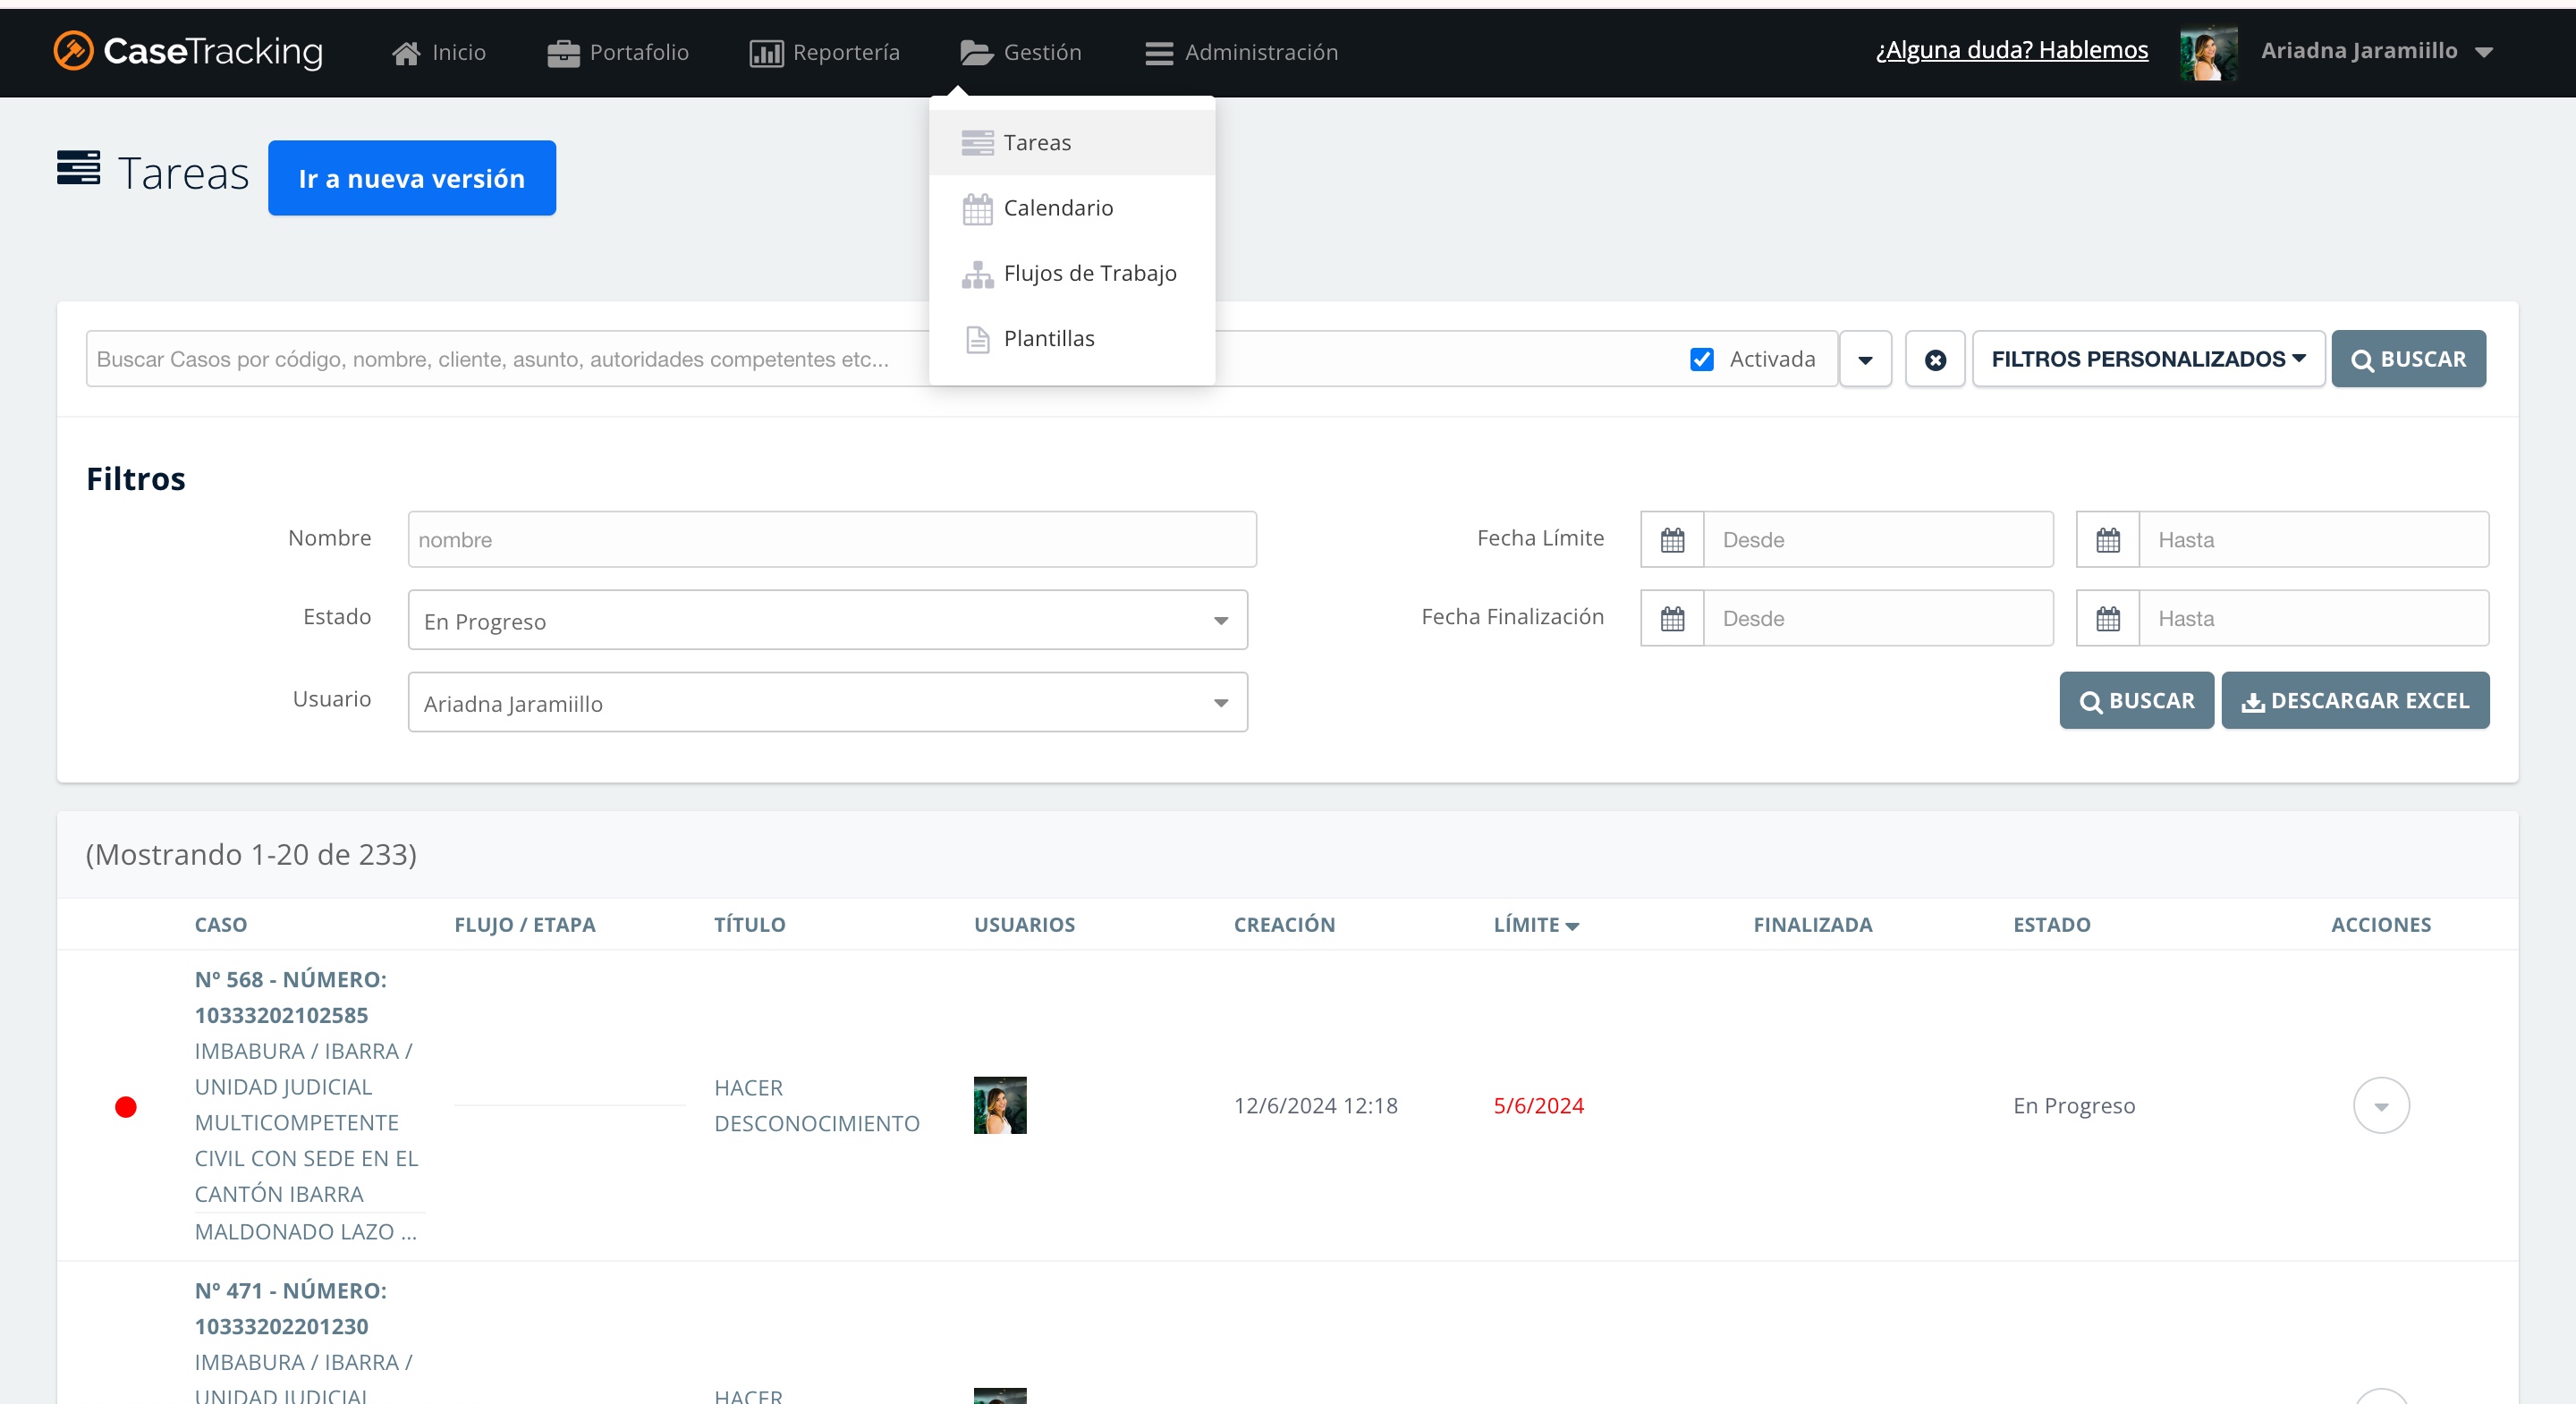 CaseTracking
Inicio
Portafolio
Reportería
Gestión
Administración
¿Alguna duda? Hablemos
Ariadna Jaramiillo
Tareas
Ir a nueva versión
Tareas
Calendario
Flujos de Trabajo
Plantillas
Buscar Casos por código, nombre, cliente, asunto, autoridades competentes etc...
Activada
FILTROS PERSONALIZADOS
BUSCAR
Filtros
Nombre
nombre
Fecha Límite
Desde
Hasta
Estado
En Progreso
Fecha Finalización
Desde
Hasta
Usuario
Ariadna Jaramiillo
BUSCAR
DESCARGAR EXCEL
(Mostrando 1-20 de 233)
CASO
FLUJO / ETAPA
TÍTULO
USUARIOS
CREACIÓN
LÍMITE
FINALIZADA
ESTADO
ACCIONES
Nº 568 - NÚMERO:
10333202102585
IMBABURA / IBARRA /
UNIDAD JUDICIAL
MULTICOMPETENTE
CIVIL CON SEDE EN EL
CANTÓN IBARRA
MALDONADO LAZO ...
HACER
DESCONOCIMIENTO
12/6/2024 12:18
5/6/2024
En Progreso
Nº 471 - NÚMERO:
10333202201230
IMBABURA / IBARRA /
UNIDAD JUDICIAL
HACER